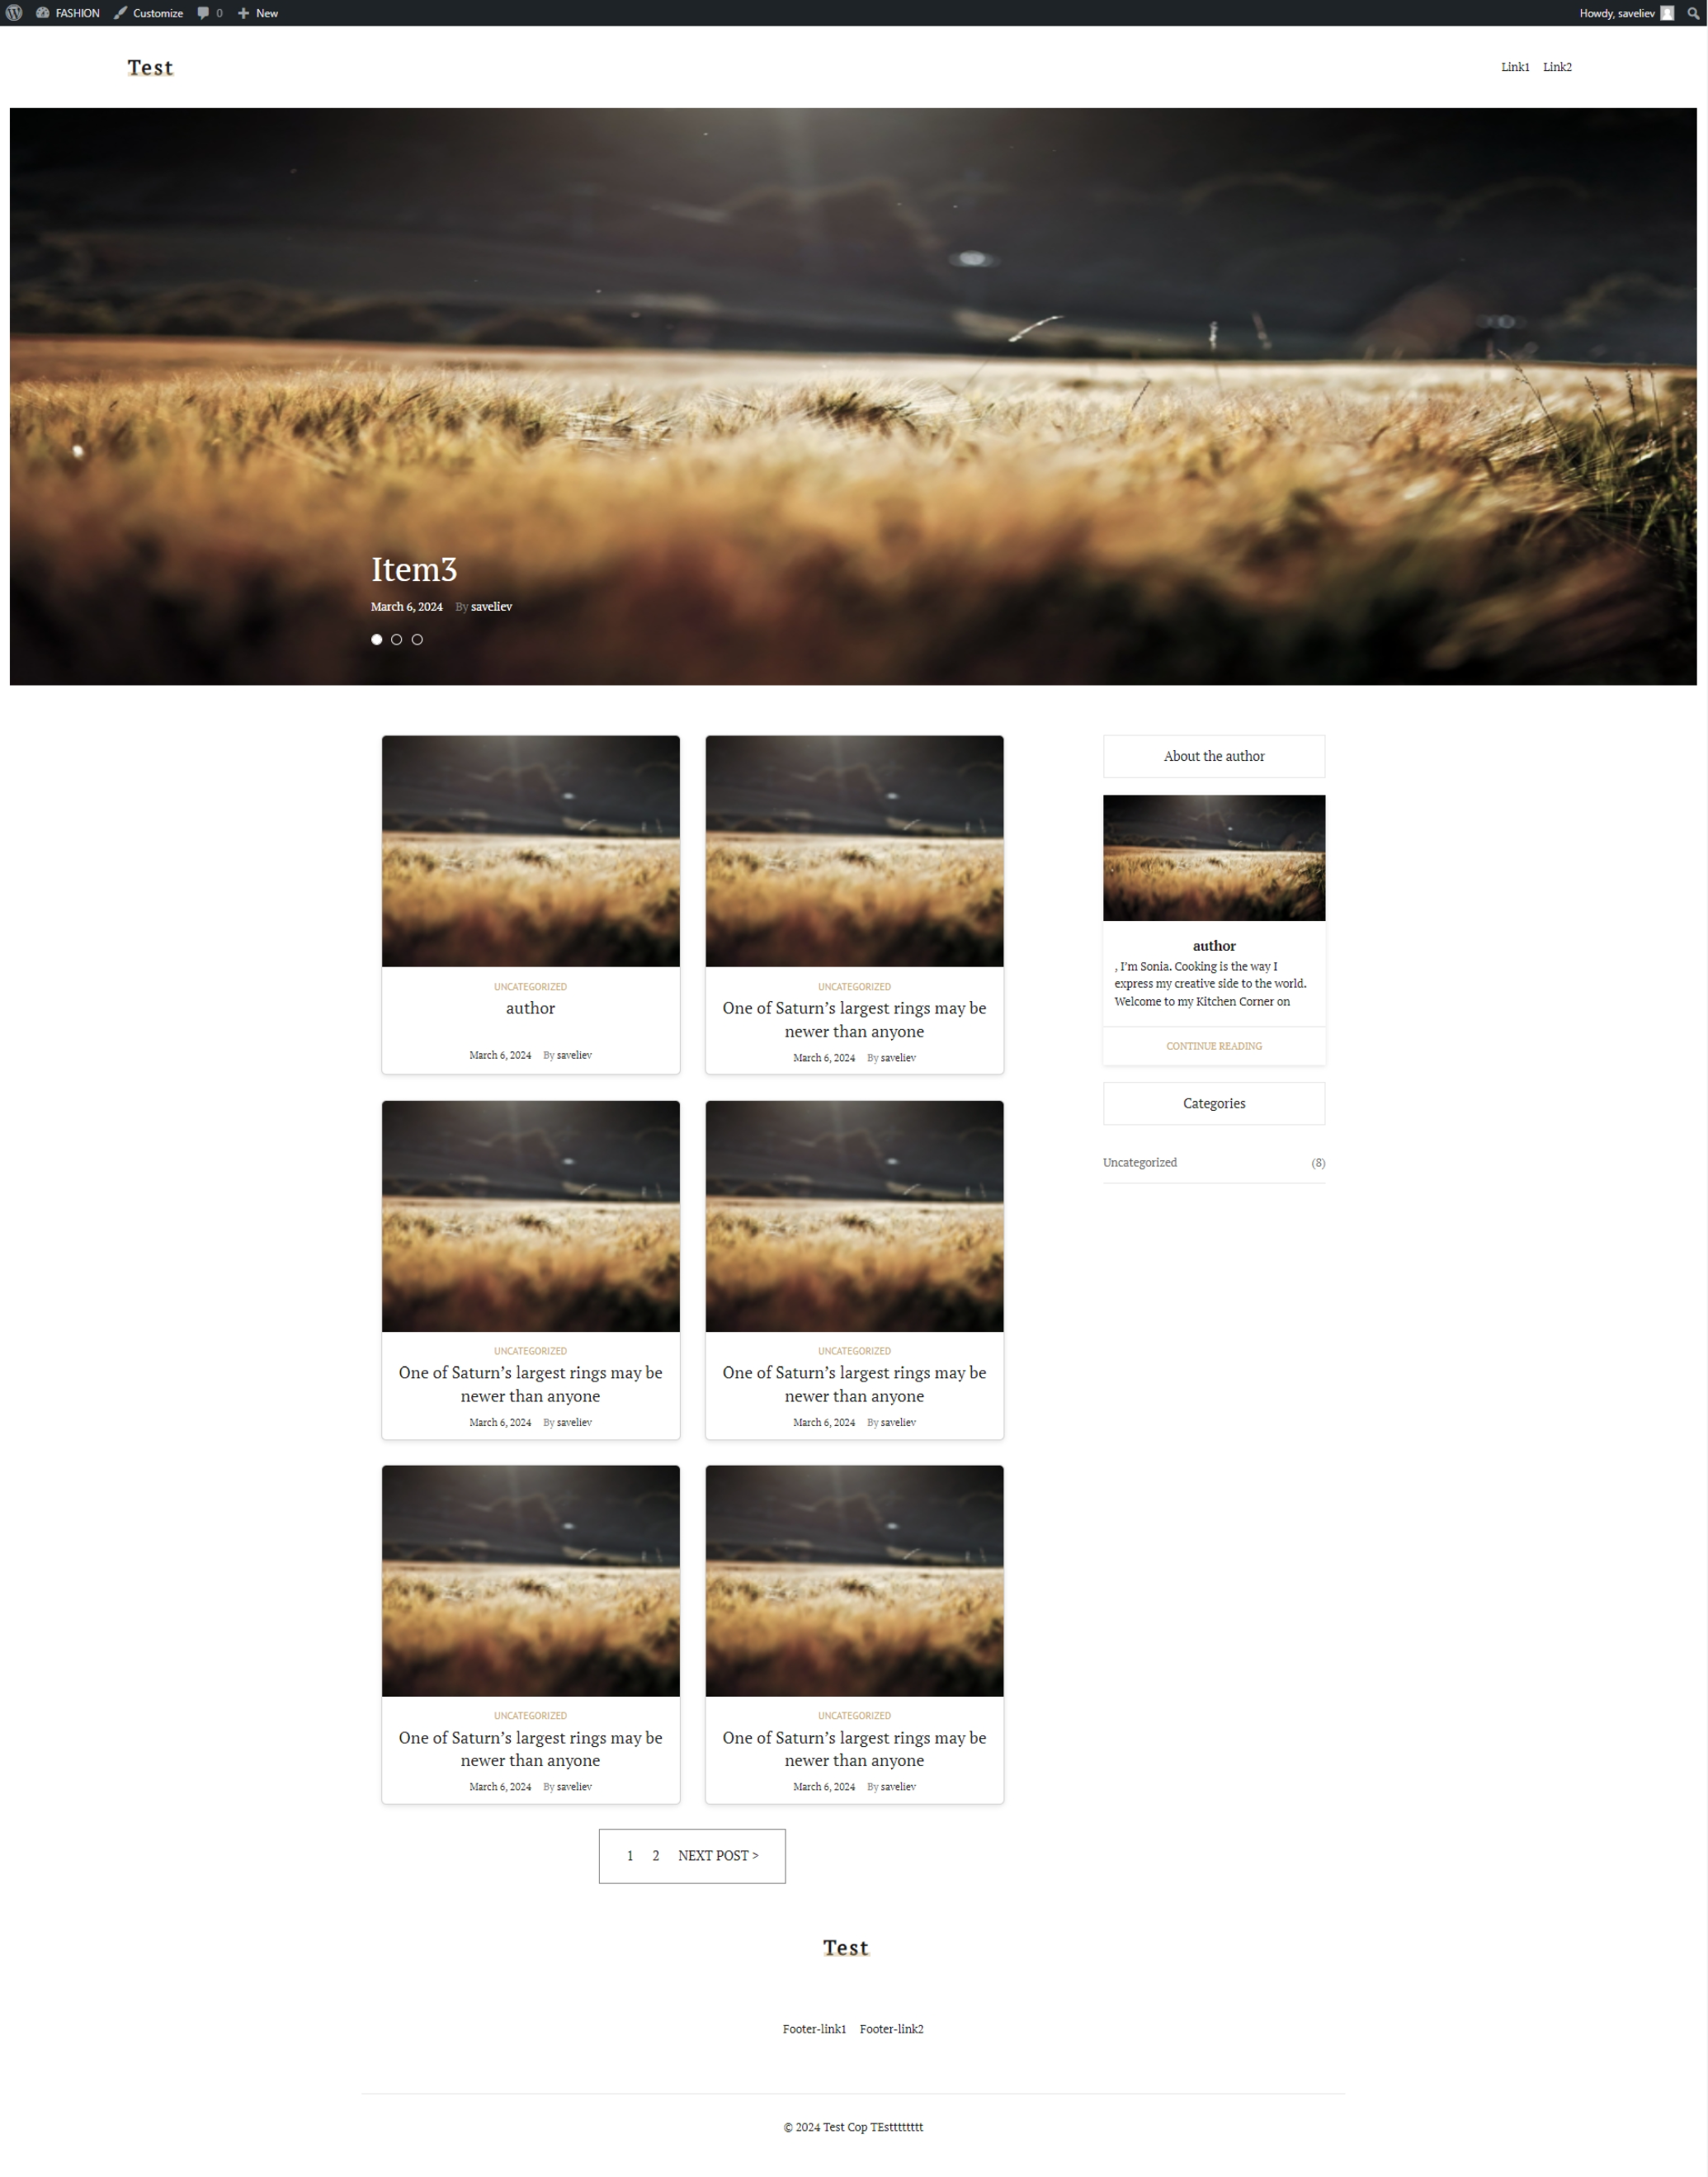 FASHION Customize 0 New Howdy, saveliev
Test Link1 Link2
Item3
March 6, 2024 By saveliev
UNCATEGORIZED
author
March 6, 2024 By saveliev
UNCATEGORIZED
One of Saturn’s largest rings may be
newer than anyone
March 6, 2024 By saveliev
UNCATEGORIZED
One of Saturn’s largest rings may be
newer than anyone
March 6, 2024 By saveliev
UNCATEGORIZED
One of Saturn’s largest rings may be
newer than anyone
March 6, 2024 By saveliev
UNCATEGORIZED
One of Saturn’s largest rings may be
newer than anyone
March 6, 2024 By saveliev
UNCATEGORIZED
One of Saturn’s largest rings may be
newer than anyone
March 6, 2024 By saveliev
1 2 NEXT POST >
About the author
author
, I’m Sonia. Cooking is the way I
express my creative side to the world.
Welcome to my Kitchen Corner on
CONTINUE READING
Categories
Uncategorized (8)
Test
Footer-link1 Footer-link2
© 2024 Test Cop TEstttttttt